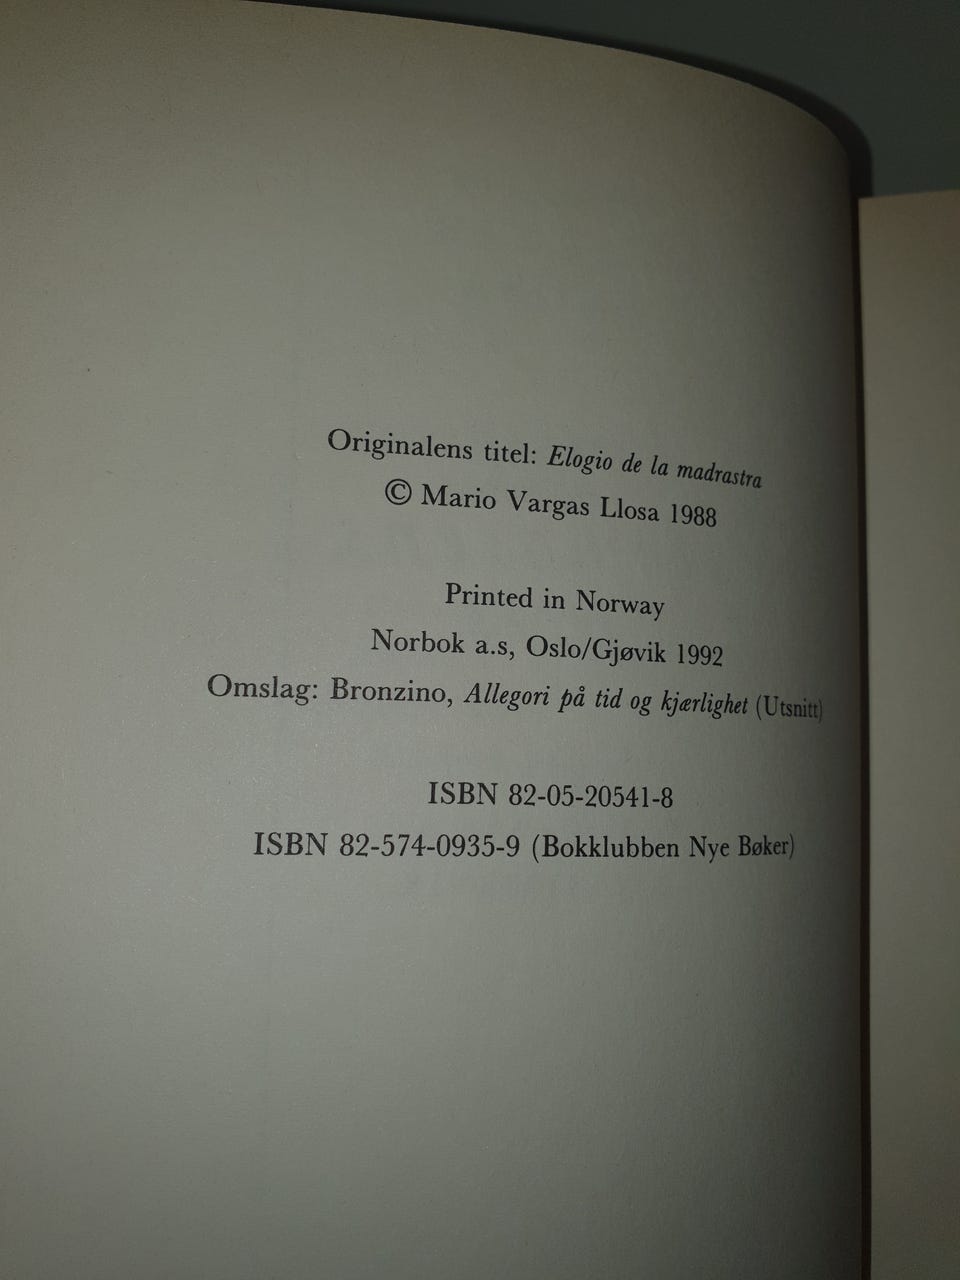 Originalens titel: Elogio de la madrastra
© Mario Vargas Llosa 1988
Printed in Norway
Norbok a.s, Oslo/Gjøvik 1992
Omslag: Bronzino, Allegori på tid og kjærlighet (Utsnitt)
ISBN 82-05-20541-8
ISBN 82-574-0935-9 (Bokklubben Nye Bøker)